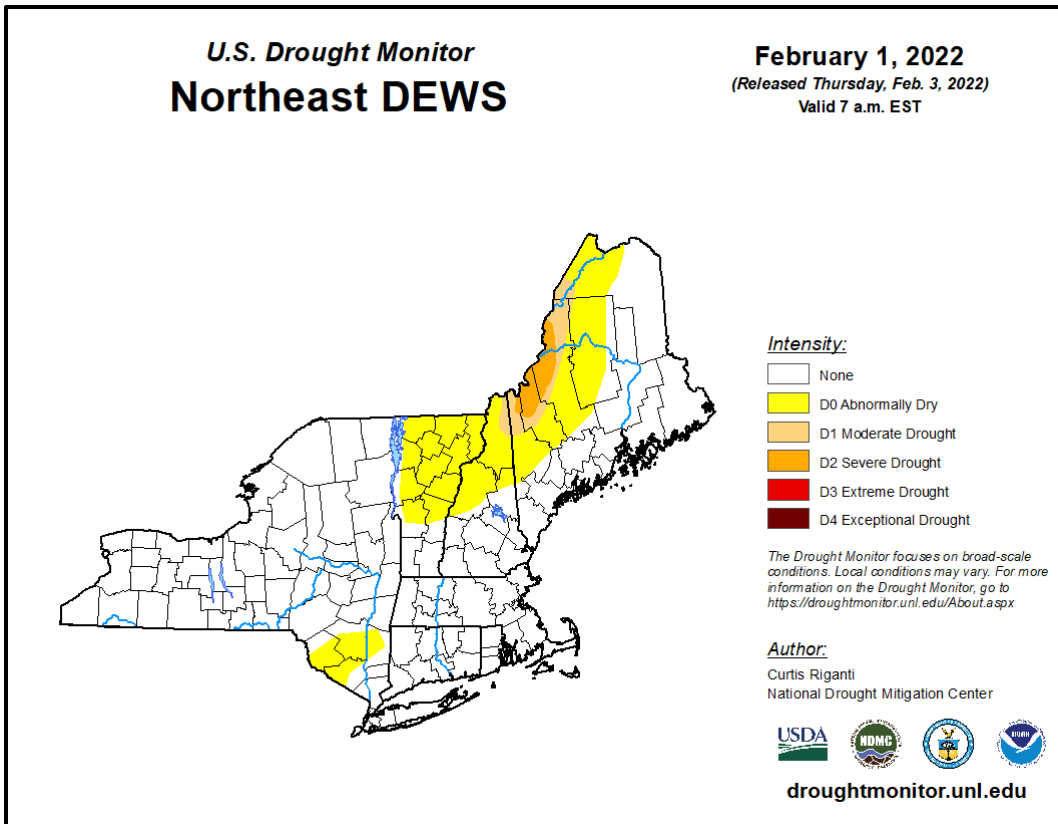 U.S. Drought Monitor
Northeast DEWS
February 1, 2022
(Released Thursday, Feb. 3, 2022)
Valid 7 a.m. EST
Intensity:
None
D0 Abnormally Dry
D1 Moderate Drought
D2 Severe Drought
D3 Extreme Drought
D4 Exceptional Drought
The Drought Monitor focuses on broad-scale
conditions. Local conditions may vary. For more
information on the Drought Monitor, go to
https://droughtmonitor.unl.edu/About.aspx
Author:
Curtis Riganti
National Drought Mitigation Center
USDA
NDMC
droughtmonitor.unl.edu